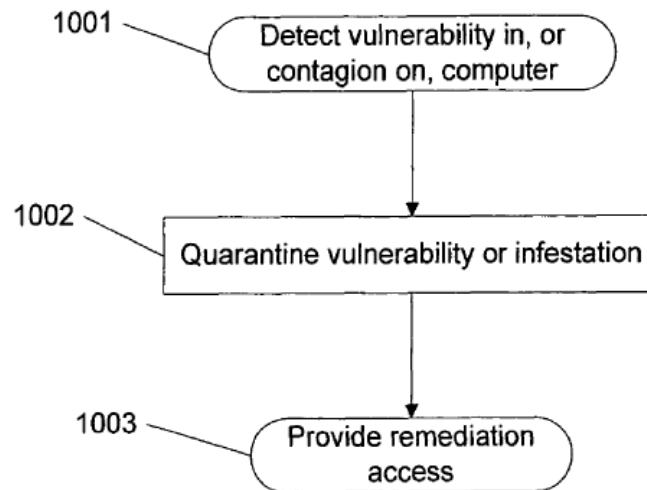 1001
Detect vulnerability in, or
contagion on, computer
1002
Quarantine vulnerability or infestation
1003
Provide remediation
access